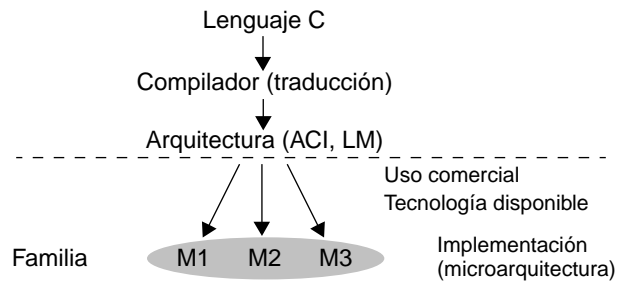 Lenguaje C
Compilador (traducción)
Arquitectura (ACI, LM)
Uso comercial
Tecnología disponible
Familia
M1 M2 M3
Implementación
(microarquitectura)